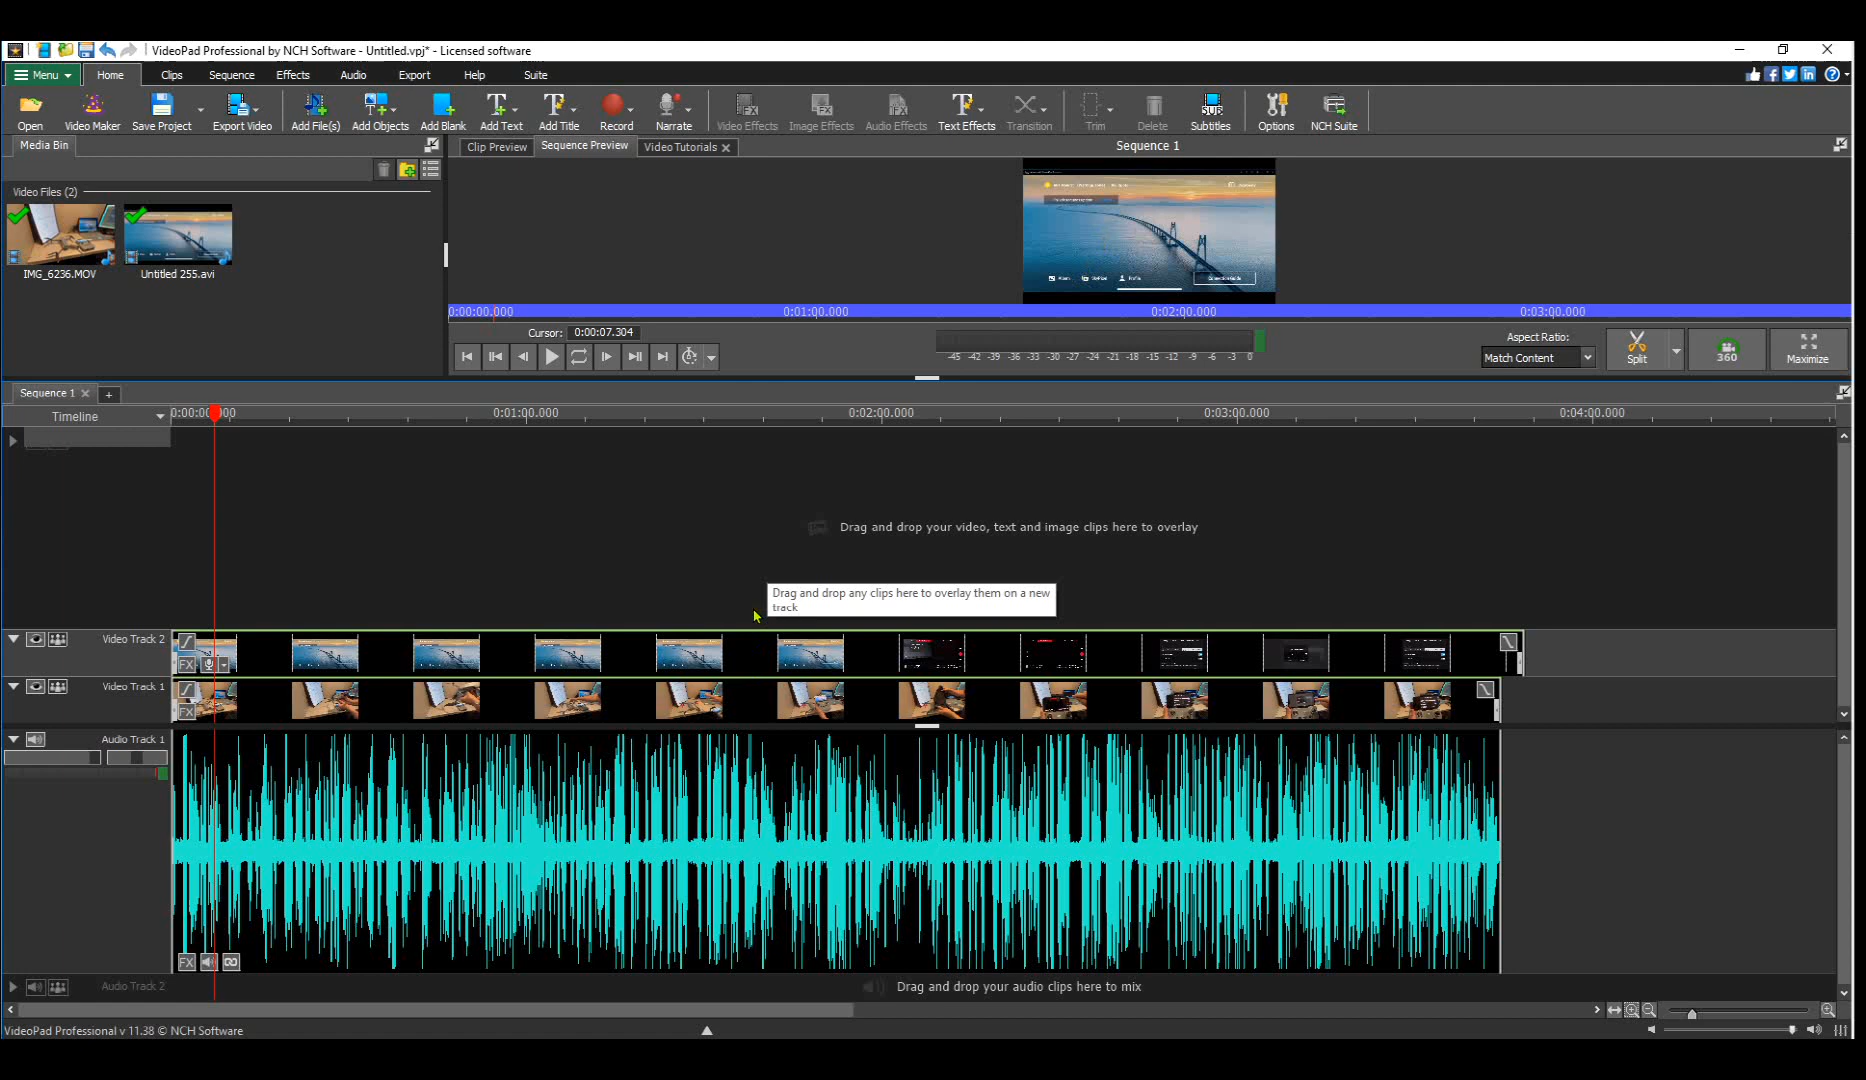 VideoPad Professional by NCH Software - Untitled.vpj* - Licensed software
Menu Home Clips Sequence Effects Audio Export Help Suite
Open Video Maker Save Project Export Video Add File(s) Add Objects Add Blank Add Text Add Title Record Narrate Video Effects Image Effects Audio Effects Text Effects Transition Trim Delete Subtitles Options NCH Suite
Media Bin
Clip Preview Sequence Preview Video Tutorials Sequence 1
Video Files (2)
IMG_6236.MOV Untitled 255.avi
0:00:00.000 0:01:00.000 0:02:00.000 0:03:00.000
Cursor: 0:00:07.304
-45 -42 -39 -36 -33 -30 -27 -24 -21 -18 -15 -12 -9 -6 -3 0
Aspect Ratio:
Match Content
Split 360 Maximize
Sequence 1
Timeline 0:01:00.000 0:02:00.000 0:03:00.000 0:04:00.000
Drag and drop your video, text and image clips here to overlay
Drag and drop any clips here to overlay them on a new
track
Video Track 2
FX
Video Track 1
FX
Audio Track 1
FX
Audio Track 2 Drag and drop your audio clips here to mix
VideoPad Professional v 11.38 © NCH Software